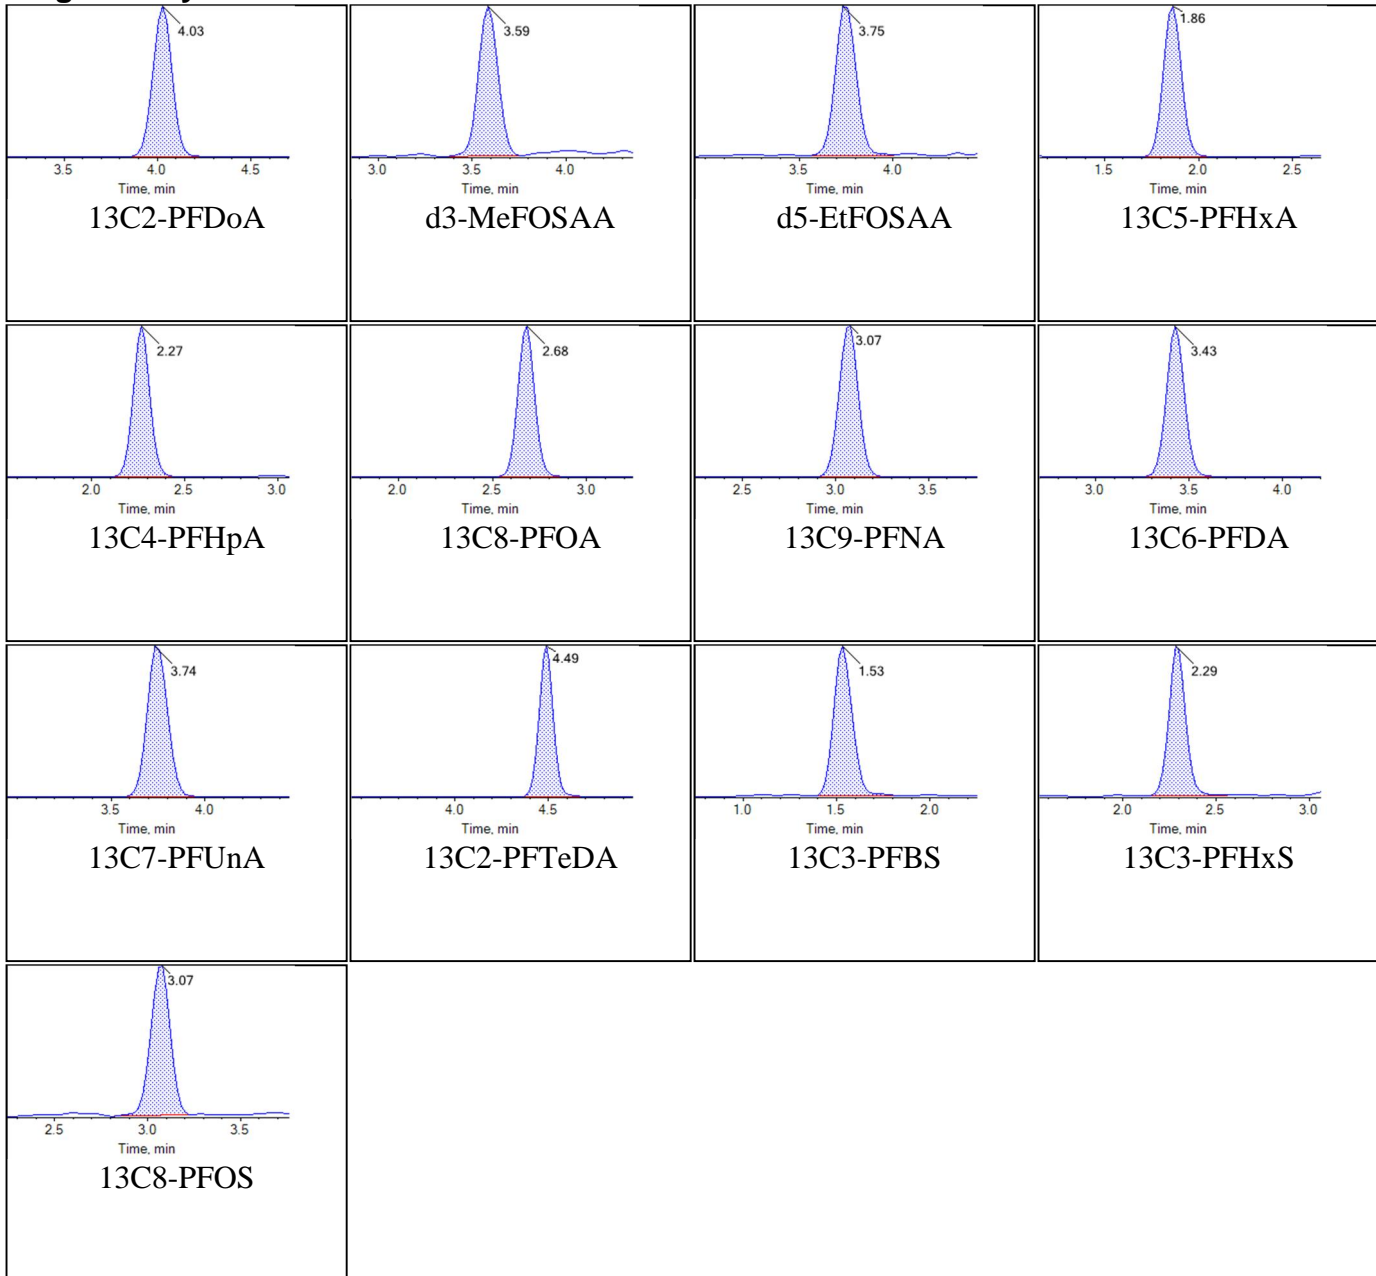 4.03
3.5 4.0 4.5
Time, min
13C2-PFDoA
3.59
3.0 3.5 4.0
Time, min
d3-MeFOSAA
3.75
3.5 4.0
Time, min
d5-EtFOSAA
1.86
1.5 2.0 2.5
Time, min
13C5-PFHxA
2.27
2.0 2.5 3.0
Time, min
13C4-PFHpA
2.68
2.0 2.5 3.0
Time, min
13C8-PFOA
3.07
2.5 3.0 3.5
Time, min
13C9-PFNA
3.43
3.0 3.5 4.0
Time, min
13C6-PFDA
3.74
3.5 4.0
Time, min
13C7-PFUnA
4.49
4.0 4.5
Time, min
13C2-PFTeDA
1.53
1.0 1.5 2.0
Time, min
13C3-PFBS
2.29
2.0 2.5 3.0
Time, min
13C3-PFHxS
3.07
2.5 3.0 3.5
Time, min
13C8-PFOS